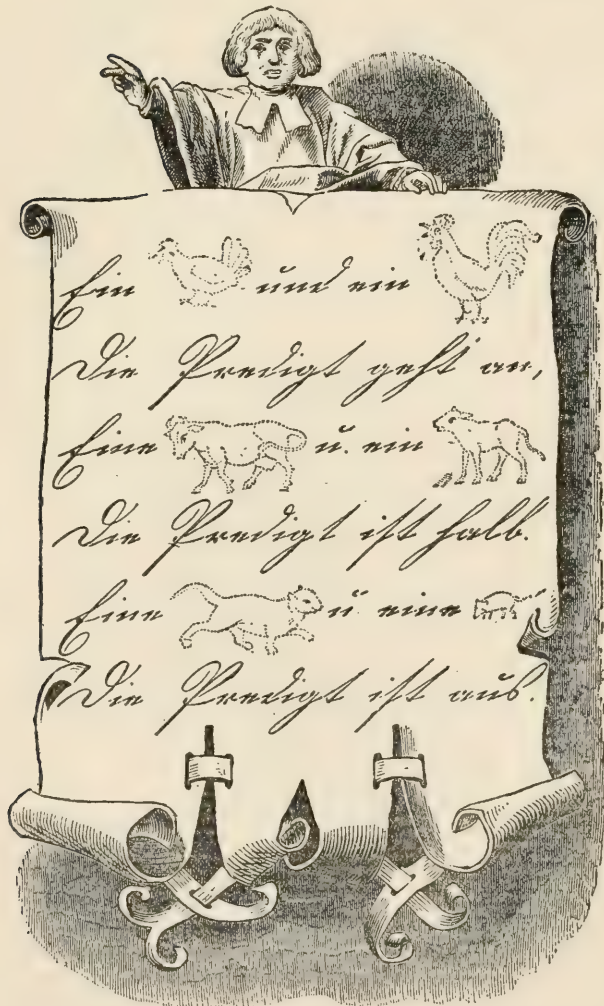 Ein und ein
Die Predigt geht an,
Eine u. ein
Die Predigt ist halb.
Eine u eine
Die Predigt ist aus.